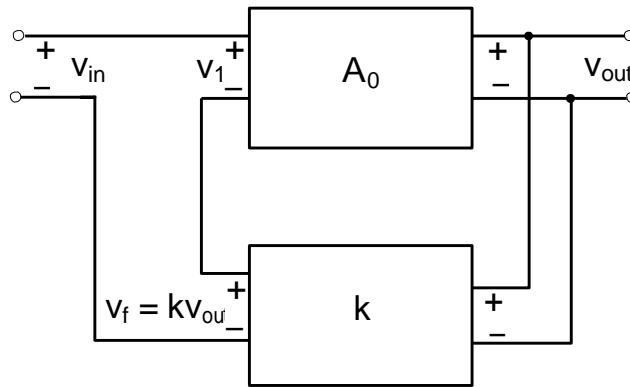 + + +
v_in v_1 A_0 v_out
− − −
+ +
v_f = kv_out k
− −